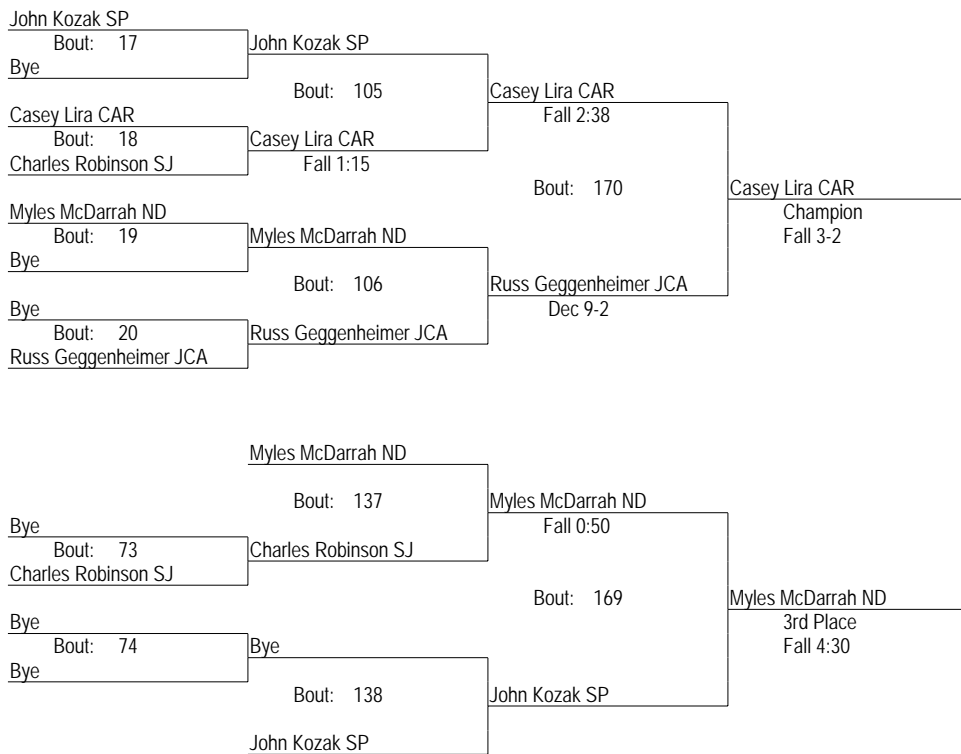 John Kozak SP
Bout: 17
Bye
John Kozak SP
Bout: 105
Casey Lira CAR
Bout: 18
Charles Robinson SJ
Casey Lira CAR
Fall 1:15
Casey Lira CAR
Fall 2:38
Bout: 170
Myles McDarrah ND
Bout: 19
Bye
Myles McDarrah ND
Bout: 106
Bye
Bout: 20
Russ Geggenheimer JCA
Russ Geggenheimer JCA
Russ Geggenheimer JCA
Dec 9-2
Casey Lira CAR
Champion
Fall 3-2
Myles McDarrah ND
Bout: 137
Bye
Bout: 73
Charles Robinson SJ
Charles Robinson SJ
Myles McDarrah ND
Fall 0:50
Bout: 169
Bye
Bout: 74
Bye
Bye
Bout: 138
John Kozak SP
John Kozak SP
Myles McDarrah ND
3rd Place
Fall 4:30